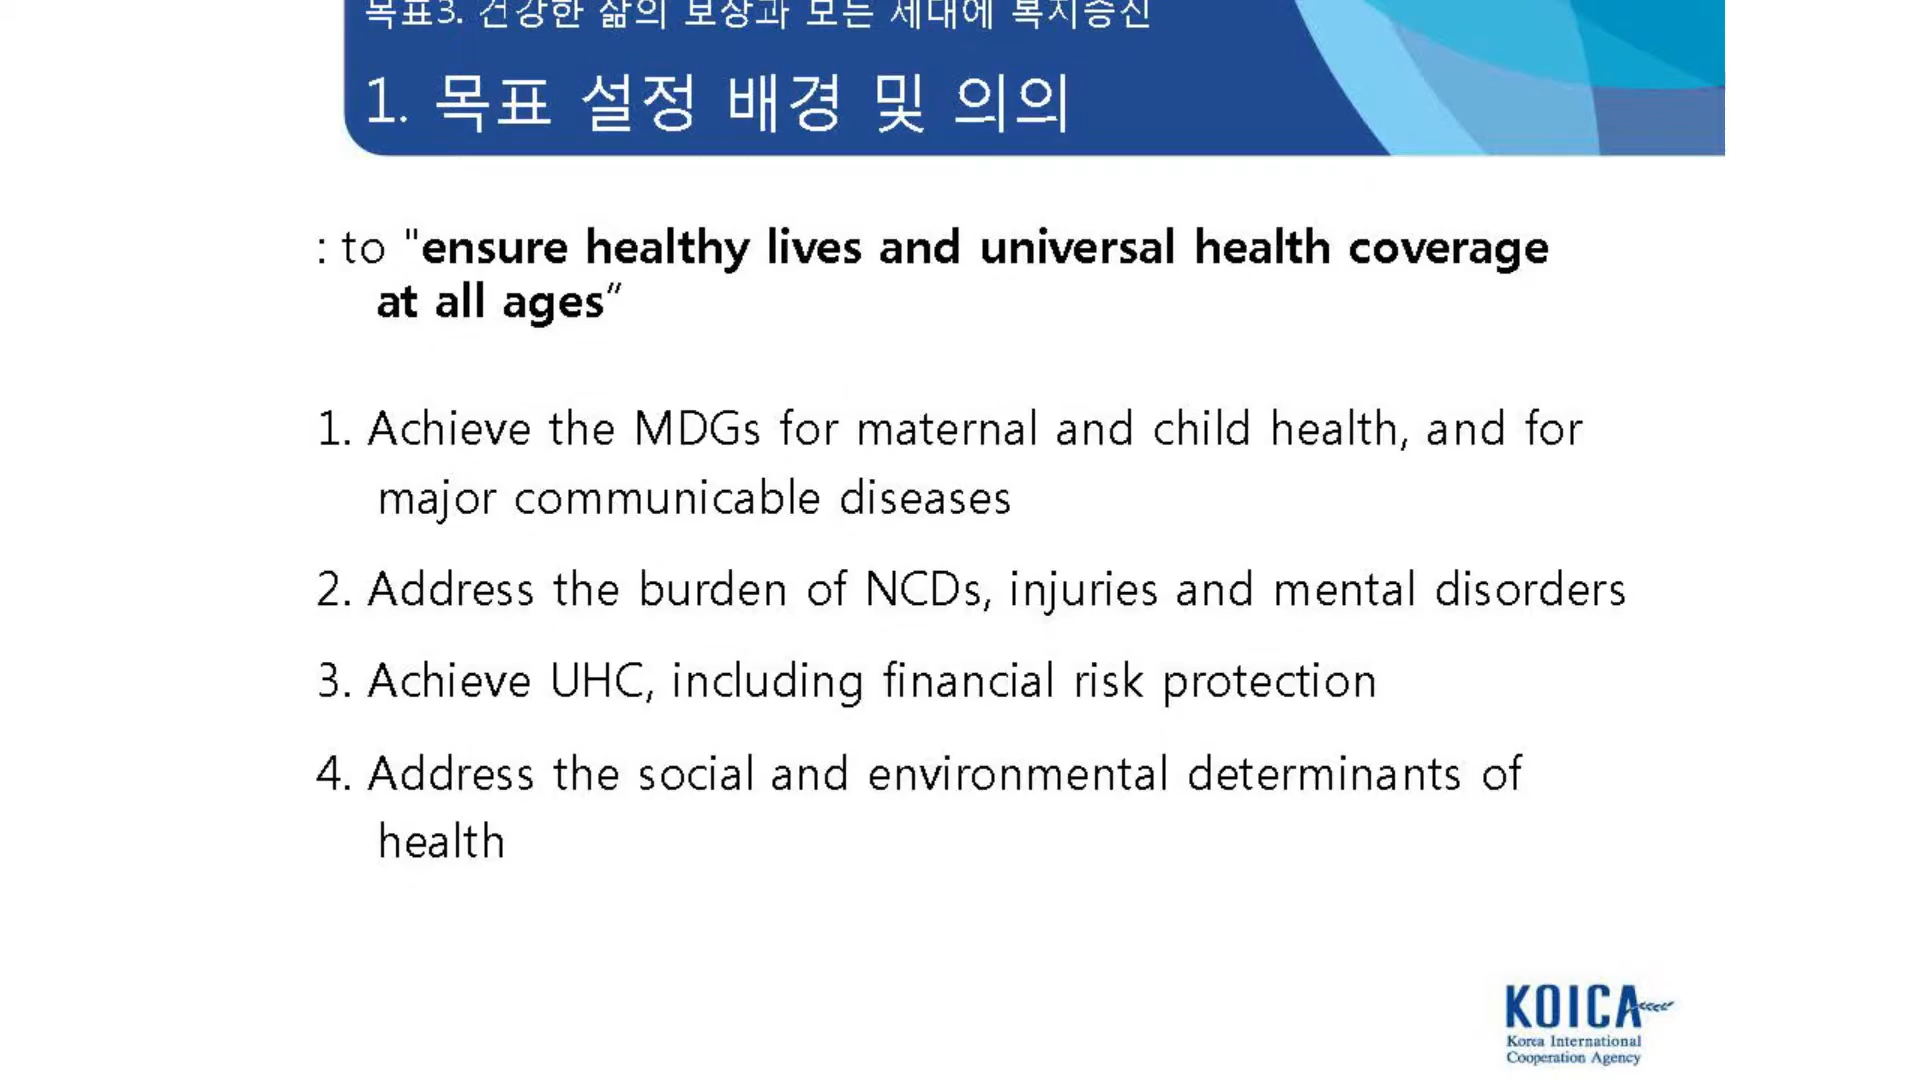 목표3. 건강한 삶의 보장과 모든 세대에 복지증진
1. 목표 설정 배경 및 의의
: to "ensure healthy lives and universal health coverage
at all ages”
1. Achieve the MDGs for maternal and child health, and for
major communicable diseases
2. Address the burden of NCDs, injuries and mental disorders
3. Achieve UHC, including financial risk protection
4. Address the social and environmental determinants of
health
KOICA
Korea International
Cooperation Agency